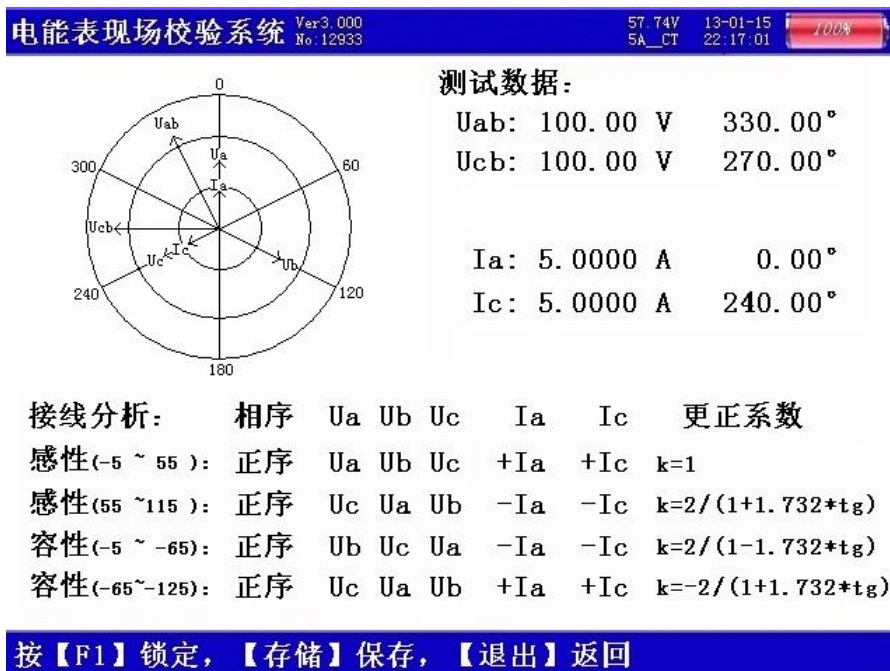 电能表现场校验系统 Ver3.000 No:12933 57.74V 5A__CT 13-01-15 22:17:01 100%
测试数据:
Uab: 100.00 V 330.00°
Ucb: 100.00 V 270.00°
Ia: 5.0000 A 0.00°
Ic: 5.0000 A 240.00°
0
Uab
Ua
300
60
Ia
Ucb
Ic
Uc
Ub
240
120
180
接线分析: 相序 Ua Ub Uc Ia Ic 更正系数
感性(-5 ~ 55 ): 正序 Ua Ub Uc +Ia +Ic k=1
感性(55 ~115 ): 正序 Uc Ua Ub -Ia -Ic k=2/(1+1.732*tg)
容性(-5 ~ -65): 正序 Ub Uc Ua -Ia -Ic k=2/(1-1.732*tg)
容性(-65~-125): 正序 Uc Ua Ub +Ia +Ic k=-2/(1+1.732*tg)
按【F1】锁定，【存储】保存，【退出】返回